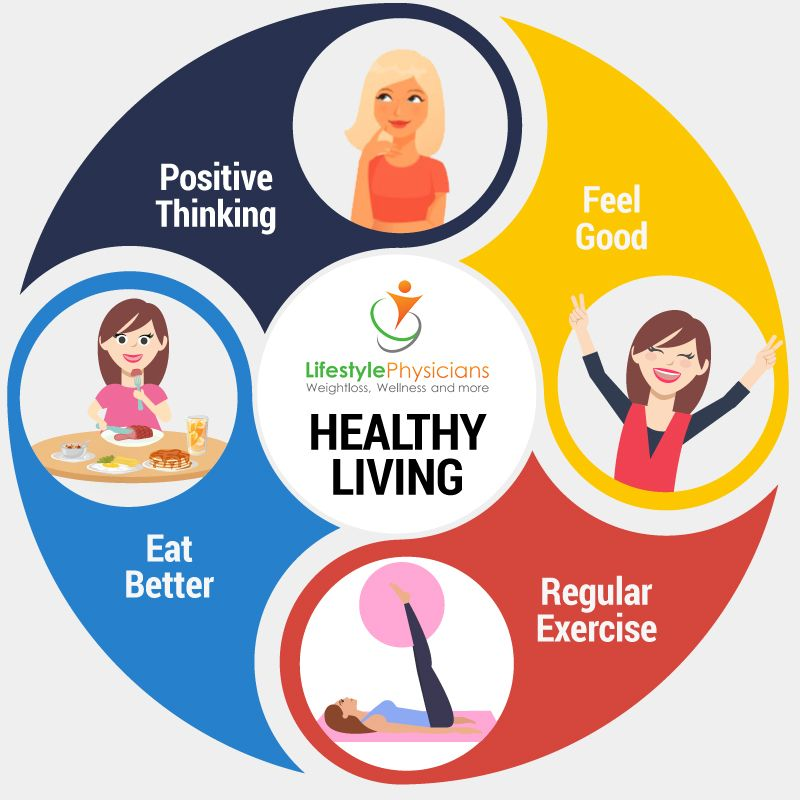 Positive
Thinking
Feel
Good
LifestylePhysicians
Weightloss, Wellness and more
HEALTHY
LIVING
Eat
Better
Regular
Exercise